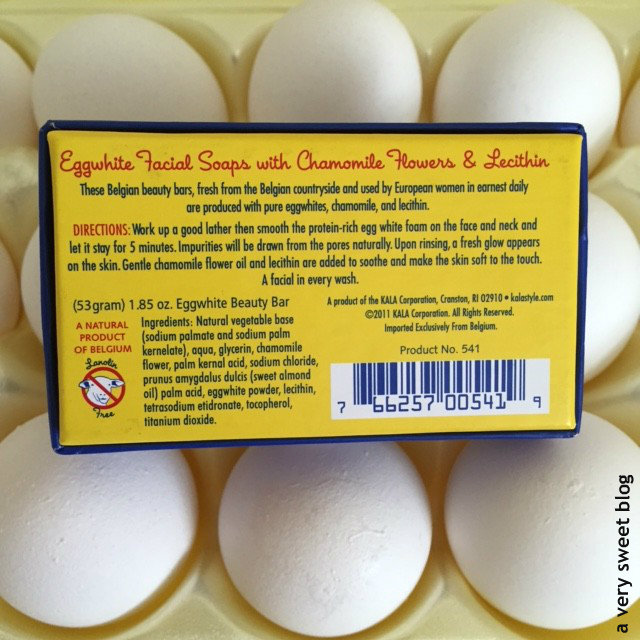 Eggwhite Facial Soaps with Chamomile Flowers & Lecithin
These Belgian beauty bars, fresh from the Belgian countryside and used by European women in earnest daily
are produced with pure eggwhites, chamomile, and lecithin.
DIRECTIONS: Work up a good lather then smooth the protein-rich egg white foam on the face and neck and
let it stay for 5 minutes. Impurities will be drawn from the pores naturally. Upon rinsing, a fresh glow appears
on the skin. Gentle chamomile flower oil and lecithin are added to soothe and make the skin soft to the touch.
A facial in every wash.
(53gram) 1.85 oz. Eggwhite Beauty Bar
A NATURAL
PRODUCT
OF BELGIUM
Lanolin
Free
Ingredients: Natural vegetable base
(sodium palmate and sodium palm
kernelate), aqua, glycerin, chamomile
flower, palm kernal acid, sodium chloride,
prunus amygdalus dulcis (sweet almond
oil) palm acid, eggwhite powder, lecithin,
tetrasodium etidronate, tocopherol,
titanium dioxide.
A product of the KALA Corporation, Cranston, RI 02910 • kalastyle.com
©2011 KALA Corporation. All rights reserved.
Imported Exclusively From Belgium.
Product No. 541
7 66257 00541 9
a very sweet blog